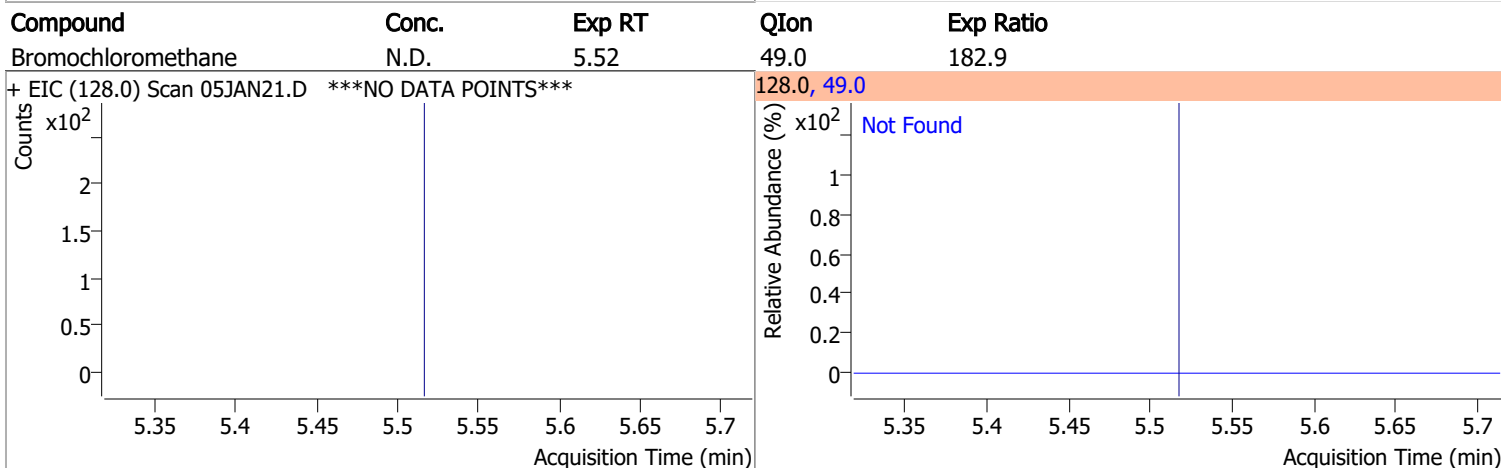 Compound Conc. Exp RT QIon Exp Ratio
Bromochloromethane N.D. 5.52 49.0 182.9
+ EIC (128.0) Scan 05JAN21.D ***NO DATA POINTS***
Counts
x10²
2
1.5
1
0.5
0
5.35 5.4 5.45 5.5 5.55 5.6 5.65 5.7
Acquisition Time (min)
128.0, 49.0
Relative Abundance (%)
x10²
Not Found
1
0.8
0.6
0.4
0.2
0
5.35 5.4 5.45 5.5 5.55 5.6 5.65 5.7
Acquisition Time (min)